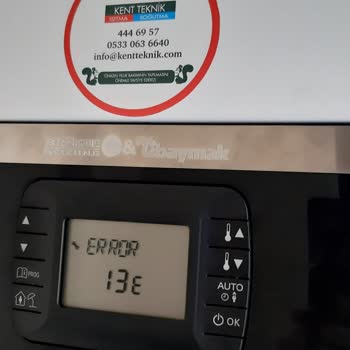 KENT TEKNİK
ISITMA SOĞUTMA
444 69 57
0533 063 6640
info@kentteknik.com
& baymak
ERROR
13E
PROG
AUTO
OK